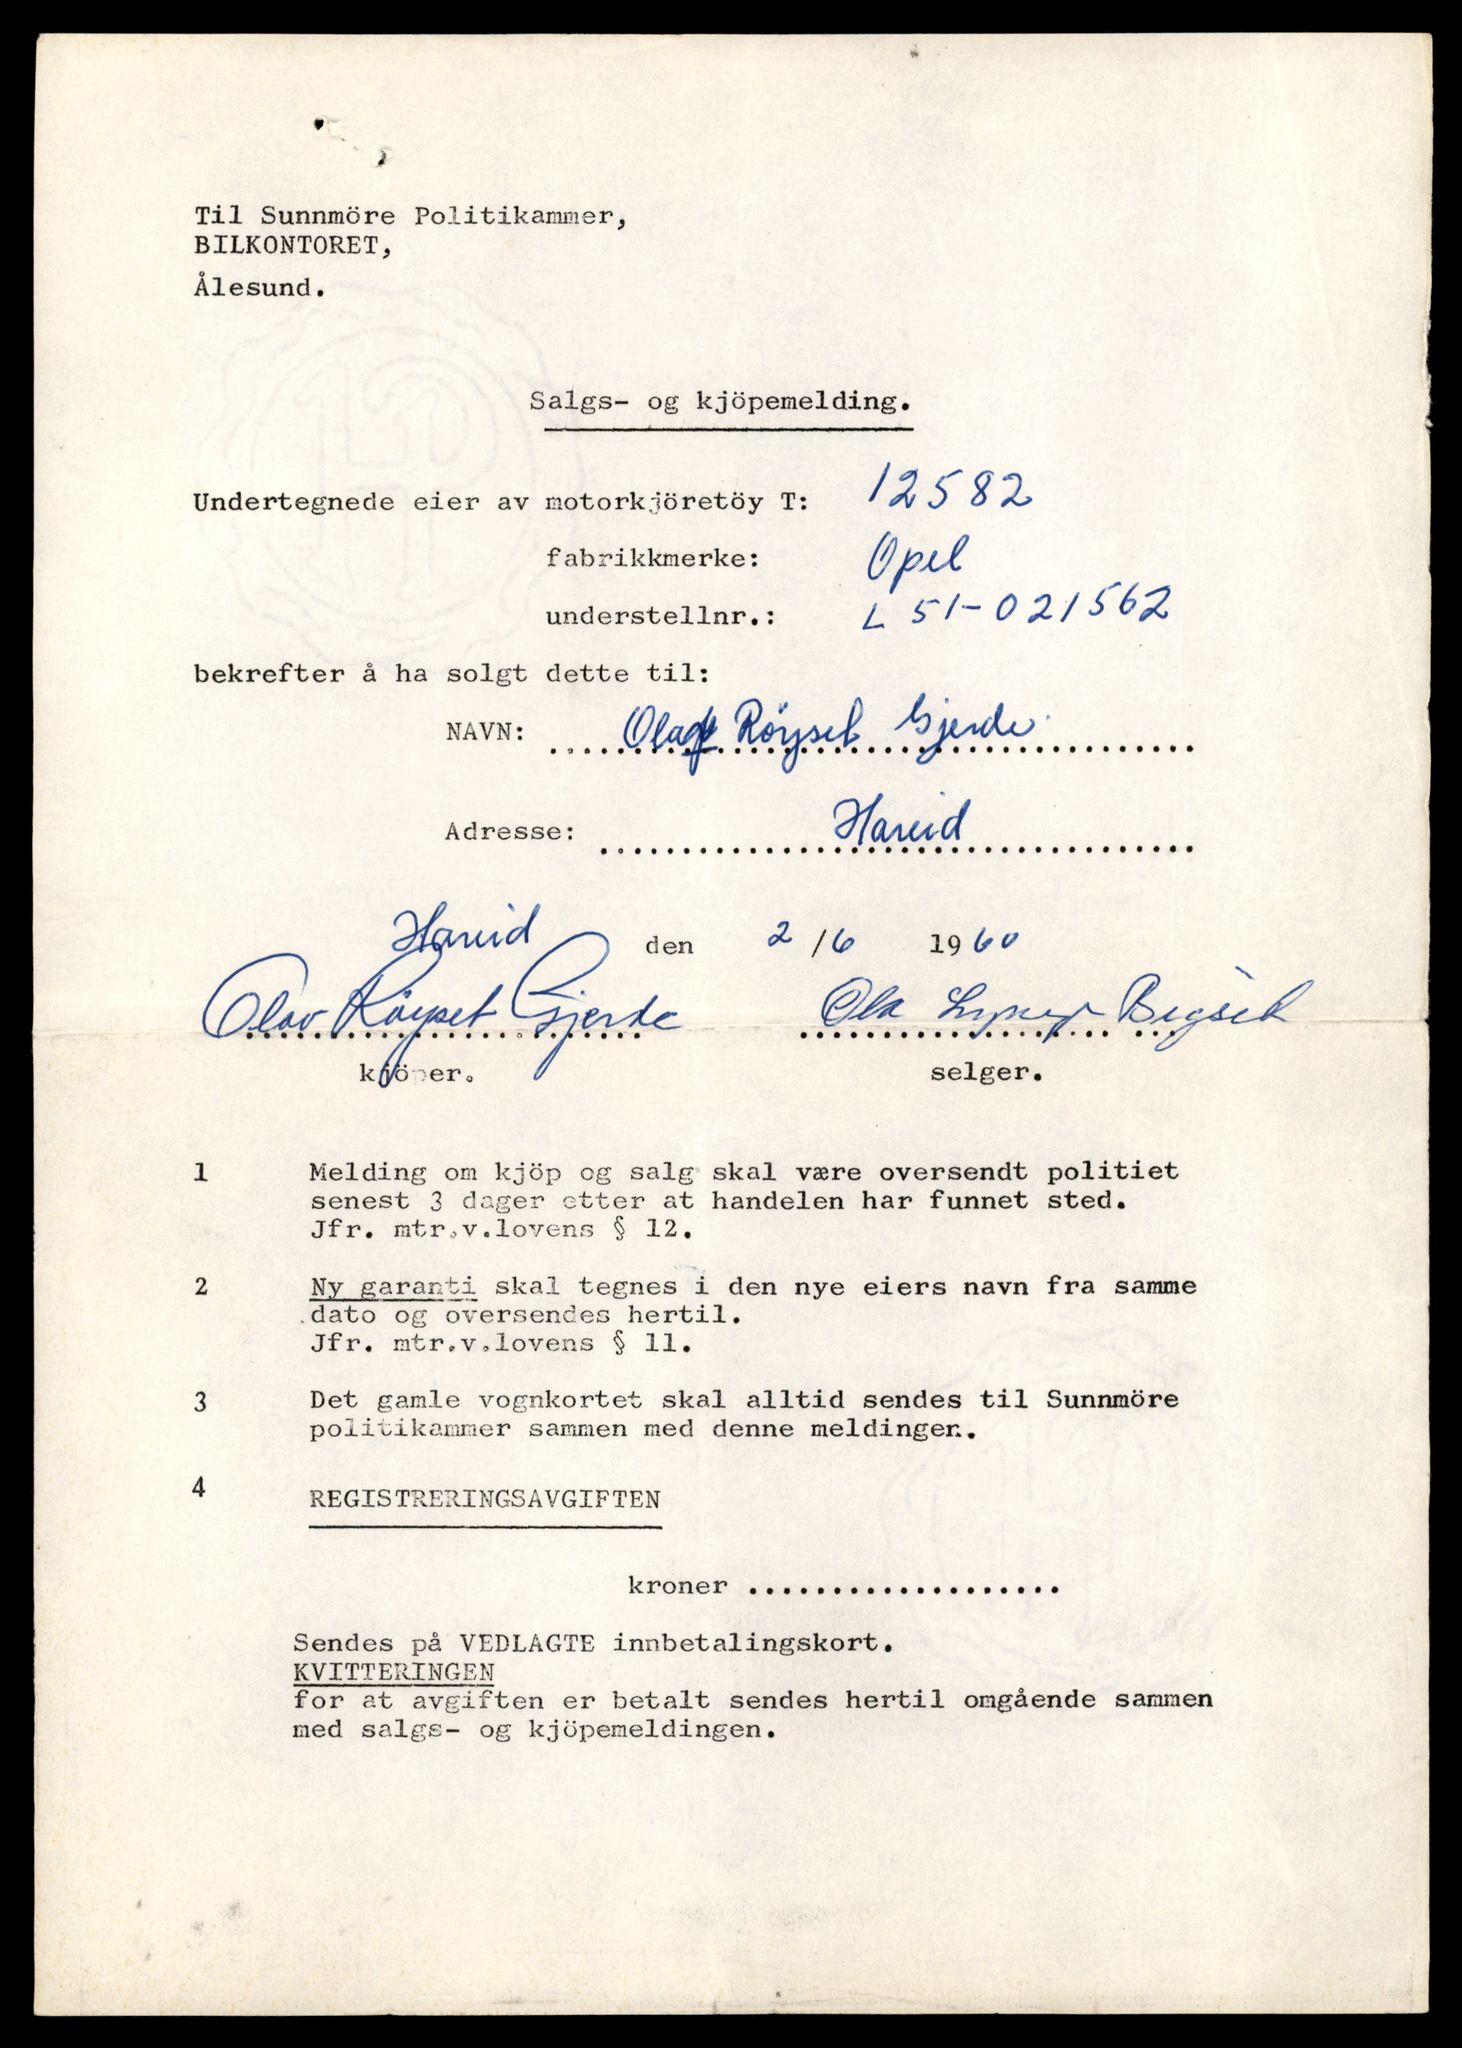 Til Sunnmöre Politikammer,
BILKONTORET,
Ålesund.
Salgs- og kjöpemelding.
Undertegnede eier av motorkjöretöy T: 12582
fabrikkmerke: Opel
understellnr.: L 51-021562
bekrefter å ha solgt dette til:
NAVN: Olaf Röyset Gjerde
Adresse: Hareid
Hareid den 2/6 1960
Olav Röyset Gjerde Ola Bigset
kjöper. selger.
1 Melding om kjöp og salg skal være oversendt politiet
senest 3 dager etter at handelen har funnet sted.
Jfr. mtr.v.lovens § 12.
2 Ny garanti skal tegnes i den nye eiers navn fra samme
dato og oversendes hertil.
Jfr. mtr.v.lovens § 11.
3 Det gamle vognkortet skal alltid sendes til Sunnmöre
politikammer sammen med denne meldingen.
4 REGISTRERINGSAVGIFTEN
kroner ...................
Sendes på VEDLAGTE innbetalingskort.
KVITTERINGEN
for at avgiften er betalt sendes hertil omgående sammen
med salgs- og kjöpemeldingen.